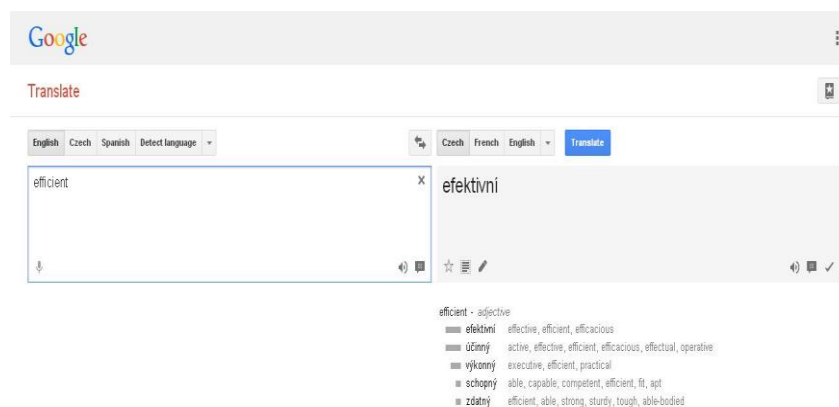 Google
Translate
English Czech Spanish Detect language
Czech French English Translate
efficient
efektivní
efficient - adjective
efektivní effective, efficient, efficacious
účinný active, effective, efficient, efficacious, effectual, operative
výkonný executive, efficient, practical
schopný able, capable, competent, efficient, fit, apt
zdatný efficient, able, strong, sturdy, tough, able-bodied